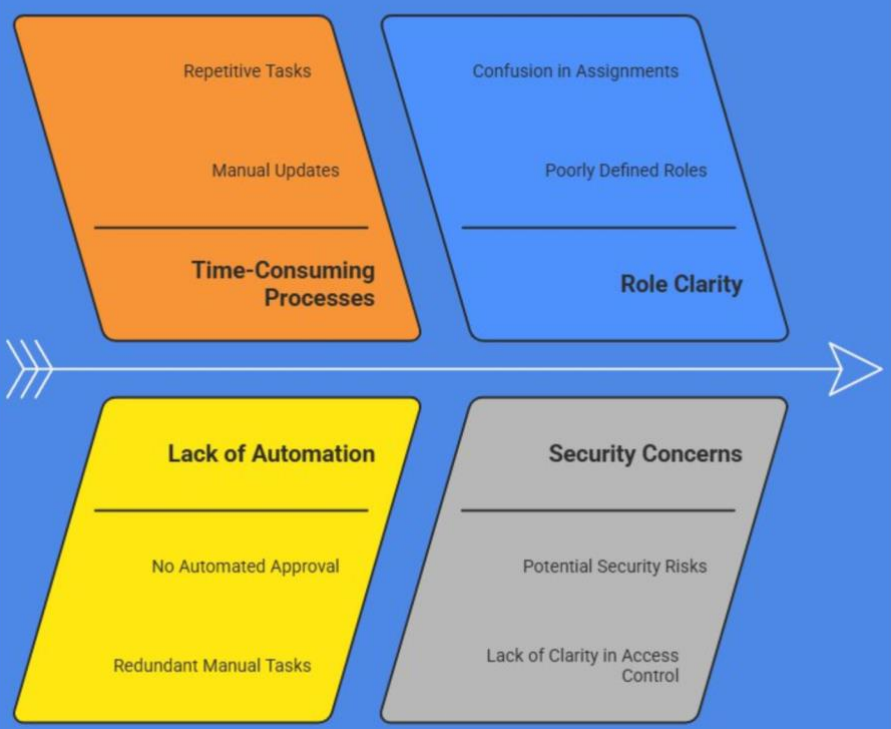 Repetitive Tasks
Manual Updates
Time-Consuming
Processes
Confusion in Assignments
Poorly Defined Roles
Role Clarity
Lack of Automation
No Automated Approval
Redundant Manual Tasks
Security Concerns
Potential Security Risks
Lack of Clarity in Access
Control